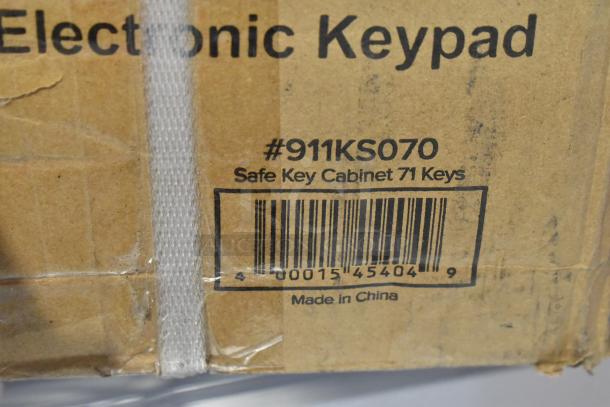 Electronic Keypad
#911KS070
Safe Key Cabinet 71 Keys
4 00015 45404 9
Made in China